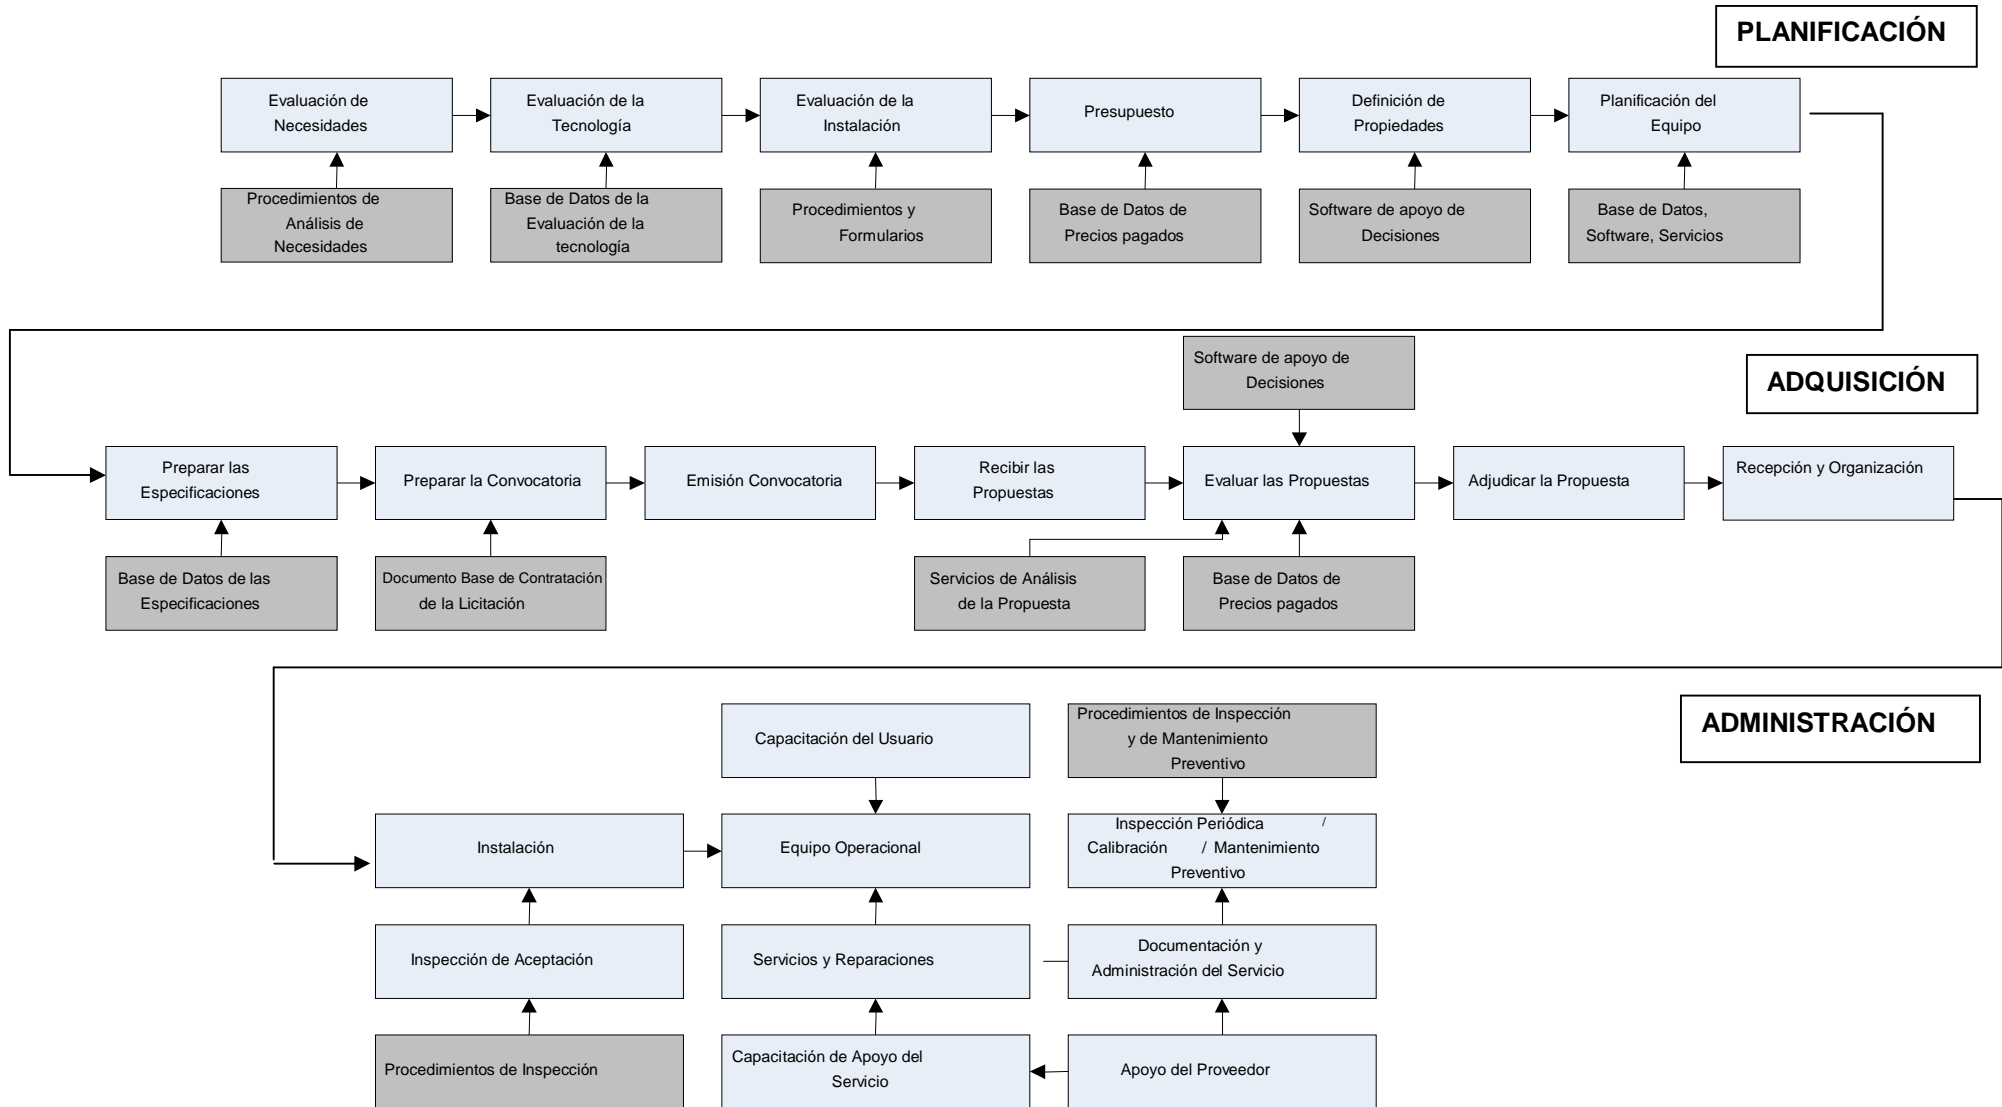 PLANIFICACIÓN
Evaluación de
Necesidades
Evaluación de la
Tecnología
Evaluación de la
Instalación
Presupuesto
Definición de
Propiedades
Planificación del
Equipo
Procedimientos de
Análisis de
Necesidades
Base de Datos de la
Evaluación de la
tecnología
Procedimientos y
Formularios
Base de Datos de
Precios pagados
Software de apoyo de
Decisiones
Base de Datos,
Software, Servicios
ADQUISICIÓN
Software de apoyo de
Decisiones
Preparar las
Especificaciones
Preparar la Convocatoria
Emisión Convocatoria
Recibir las
Propuestas
Evaluar las Propuestas
Adjudicar la Propuesta
Recepción y Organización
Base de Datos de las
Especificaciones
Documento Base de Contratación
de la Licitación
Servicios de Análisis
de la Propuesta
Base de Datos de
Precios pagados
ADMINISTRACIÓN
Capacitación del Usuario
Procedimientos de Inspección
y de Mantenimiento
Preventivo
Instalación
Equipo Operacional
Inspección Periódica /
Calibración / Mantenimiento
Preventivo
Inspección de Aceptación
Servicios y Reparaciones
Documentación y
Administración del Servicio
Procedimientos de Inspección
Capacitación de Apoyo del
Servicio
Apoyo del Proveedor